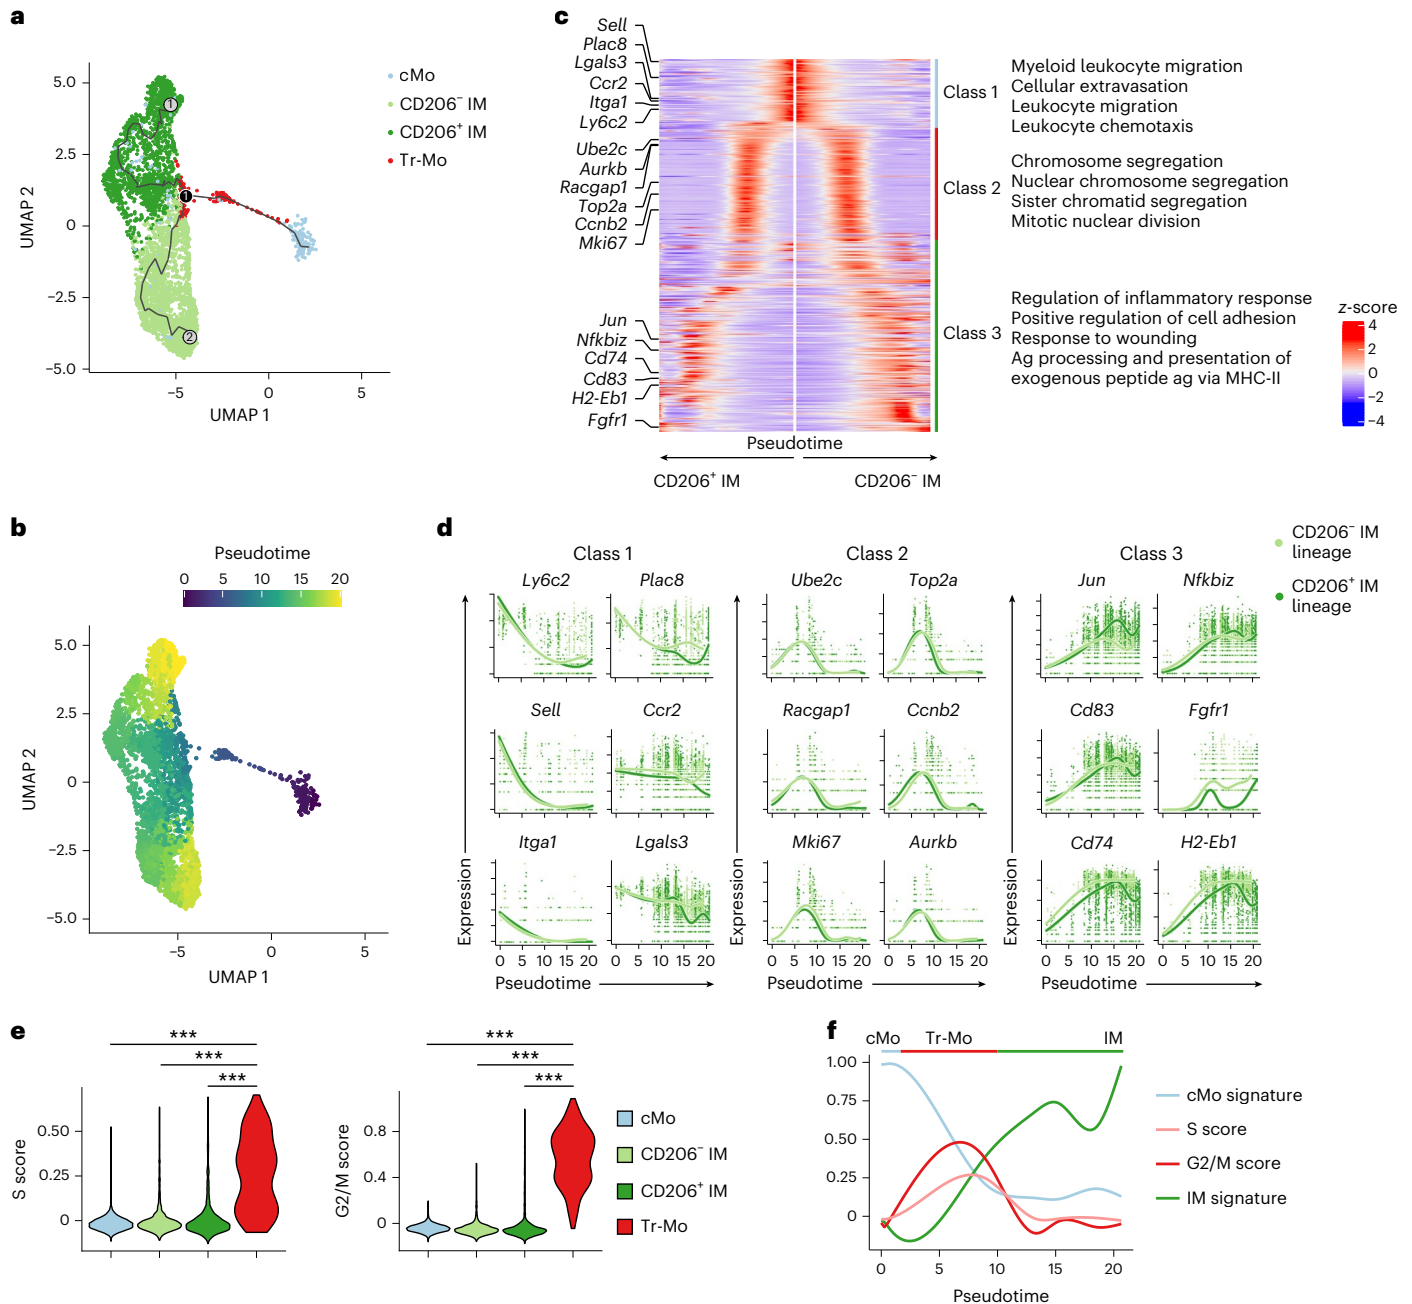 a
5.0
2.5
0
−2.5
−5.0
UMAP 2
−5
0
5
UMAP 1
1
1
2
cMo
CD206− IM
CD206+ IM
Tr-Mo
c
Sell
Plac8
Lgals3
Ccr2
Itga1
Ly6c2
Ube2c
Aurkb
Racgap1
Top2a
Ccnb2
Mki67
Jun
Nfkbiz
Cd74
Cd83
H2-Eb1
Fgfr1
Class 1
Class 2
Class 3
Myeloid leukocyte migration
Cellular extravasation
Leukocyte migration
Leukocyte chemotaxis
Chromosome segregation
Nuclear chromosome segregation
Sister chromatid segregation
Mitotic nuclear division
Regulation of inflammatory response
Positive regulation of cell adhesion
Response to wounding
Ag processing and presentation of
exogenous peptide ag via MHC-II
z-score
4
2
0
−2
−4
Pseudotime
CD206+ IM
CD206− IM
b
Pseudotime
0 5 10 15 20
5.0
2.5
0
−2.5
−5.0
UMAP 2
−5
0
5
UMAP 1
d
CD206− IM
lineage
CD206+ IM
lineage
Class 1
Class 2
Class 3
Ly6c2
Plac8
Ube2c
Top2a
Jun
Nfkbiz
Sell
Ccr2
Racgap1
Ccnb2
Cd83
Fgfr1
Itga1
Lgals3
Mki67
Aurkb
Cd74
H2-Eb1
Expression
Expression
Expression
0 5 10 15 20
0 5 10 15 20
0 5 10 15 20
0 5 10 15 20
0 5 10 15 20
0 5 10 15 20
Pseudotime
Pseudotime
Pseudotime
e
***
***
***
0.50
0.25
0
S score
***
***
***
0.8
0.4
0
G2/M score
cMo
CD206− IM
CD206+ IM
Tr-Mo
f
cMo
Tr-Mo
IM
1.00
0.75
0.50
0.25
0
0 5 10 15 20
Pseudotime
cMo signature
S score
G2/M score
IM signature